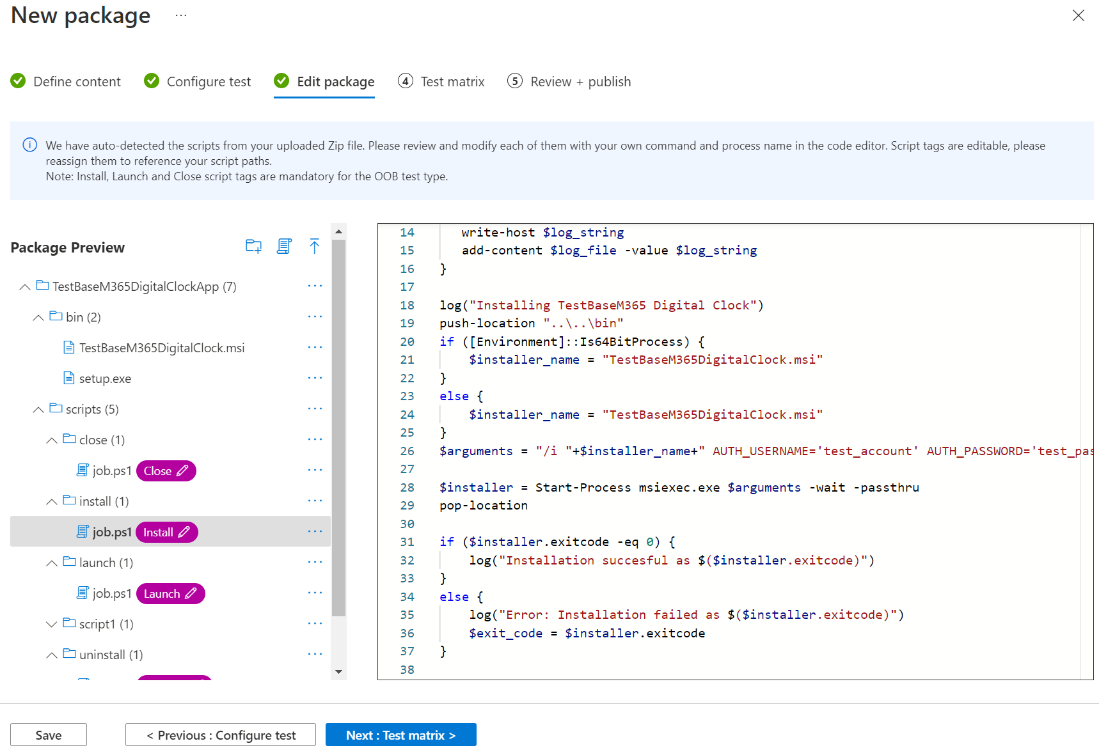 New package ...
Define content Configure test Edit package 4 Test matrix 5 Review + publish
We have auto-detected the scripts from your uploaded Zip file. Please review and modify each of them with your own command and process name in the code editor. Script tags are editable, please
reassign them to reference your script paths.
Note: Install, Launch and Close script tags are mandatory for the OOB test type.
Package Preview
TestBaseM365DigitalClockApp (7) ...
bin (2) ...
TestBaseM365DigitalClock.msi ...
setup.exe ...
scripts (5) ...
close (1) ...
job.ps1 Close ...
install (1) ...
job.ps1 Install ...
launch (1) ...
job.ps1 Launch ...
script1 (1) ...
uninstall (1) ...
14 write-host $log_string
15 add-content $log_file -value $log_string
16 }
17
18 log("Installing TestBaseM365 Digital Clock")
19 push-location "..\..\bin"
20 if ([Environment]::Is64BitProcess) {
21 $installer_name = "TestBaseM365DigitalClock.msi"
22 }
23 else {
24 $installer_name = "TestBaseM365DigitalClock.msi"
25 }
26 $arguments = "/i "+$installer_name+" AUTH_USERNAME='test_account' AUTH_PASSWORD='test_pas
27
28 $installer = Start-Process msiexec.exe $arguments -wait -passthru
29 pop-location
30
31 if ($installer.exitcode -eq 0) {
32 log("Installation succesful as $($installer.exitcode)")
33 }
34 else {
35 log("Error: Installation failed as $($installer.exitcode)")
36 $exit_code = $installer.exitcode
37 }
38
Save < Previous : Configure test Next : Test matrix >